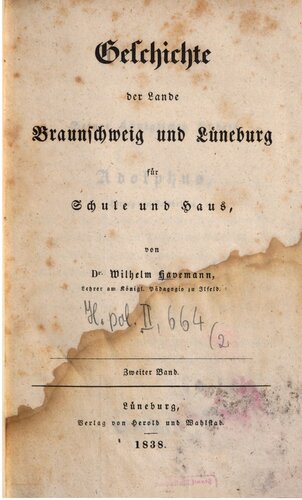 Geschichte
der Lande
Braunschweig und Lüneburg
für
Schule und Haus,
von
Dr. Wilhelm Havemann,
Lehrer am Königl. Pädagogio zu Ilfeld.
H. pol. II, 664
(2
Zweiter Band.
Lüneburg,
Verlag von Herold und Wahlstab.
1838.